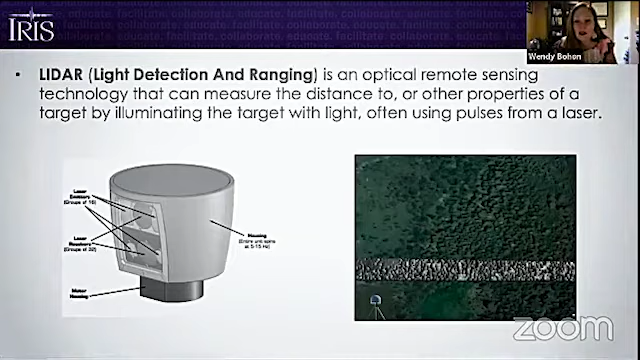 IRIS
Wendy Bohon
• LIDAR (Light Detection And Ranging) is an optical remote sensing
technology that can measure the distance to, or other properties of a
target by illuminating the target with light, often using pulses from a laser.
Laser
Emitters
(Groups of 16)
Laser
Receivers
(Groups of 32)
Housing
(Entire unit spins
at 5-15 Hz)
Motor
Housing
zoom